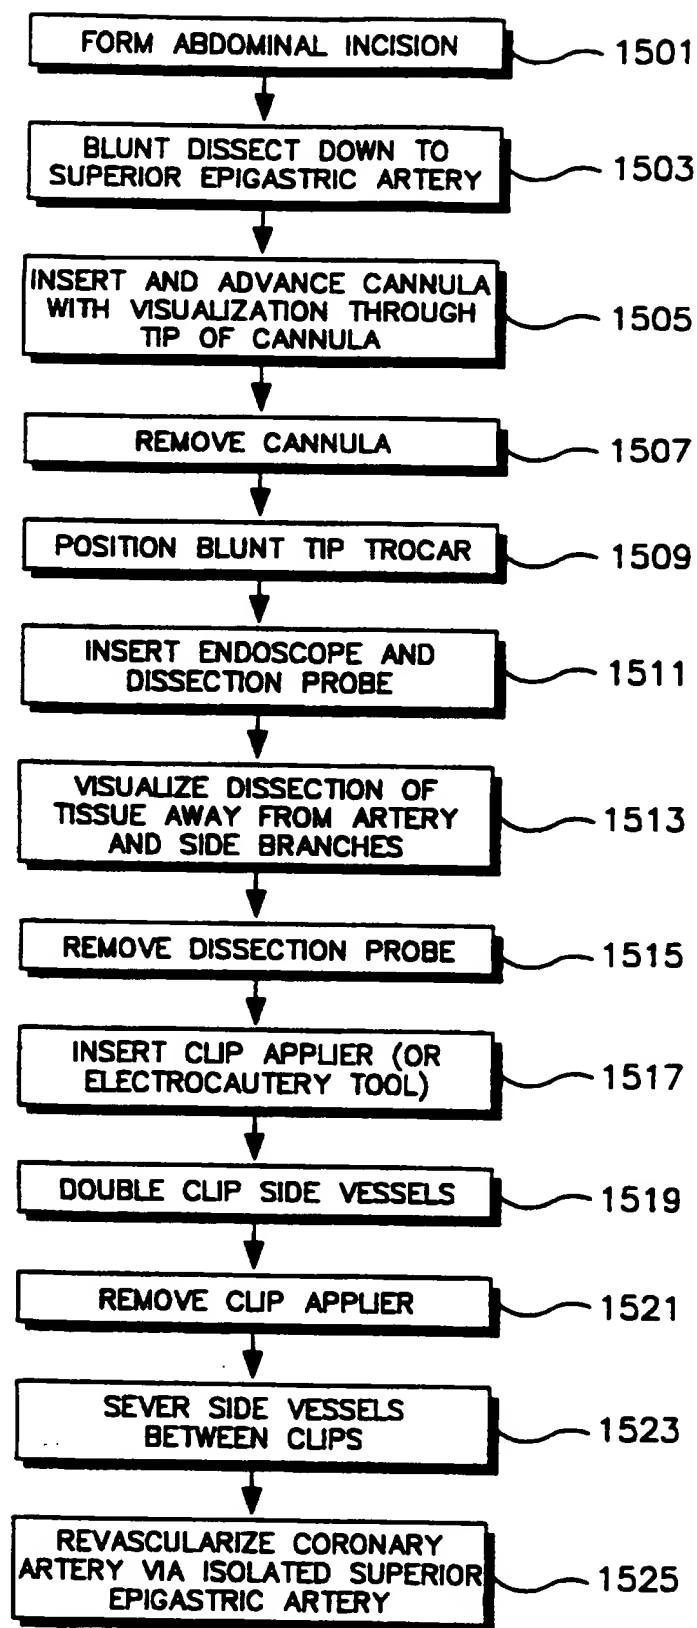 FORM ABDOMINAL INCISION
1501
BLUNT DISSECT DOWN TO
SUPERIOR EPIGASTRIC ARTERY
1503
INSERT AND ADVANCE CANNULA
WITH VISUALIZATION THROUGH
TIP OF CANNULA
1505
REMOVE CANNULA
1507
POSITION BLUNT TIP TROCAR
1509
INSERT ENDOSCOPE AND
DISSECTION PROBE
1511
VISUALIZE DISSECTION OF
TISSUE AWAY FROM ARTERY
AND SIDE BRANCHES
1513
REMOVE DISSECTION PROBE
1515
INSERT CLIP APPLIER (OR
ELECTROCAUTERY TOOL)
1517
DOUBLE CLIP SIDE VESSELS
1519
REMOVE CLIP APPLIER
1521
SEVER SIDE VESSELS
BETWEEN CLIPS
1523
REVASCULARIZE CORONARY
ARTERY VIA ISOLATED SUPERIOR
EPIGASTRIC ARTERY
1525